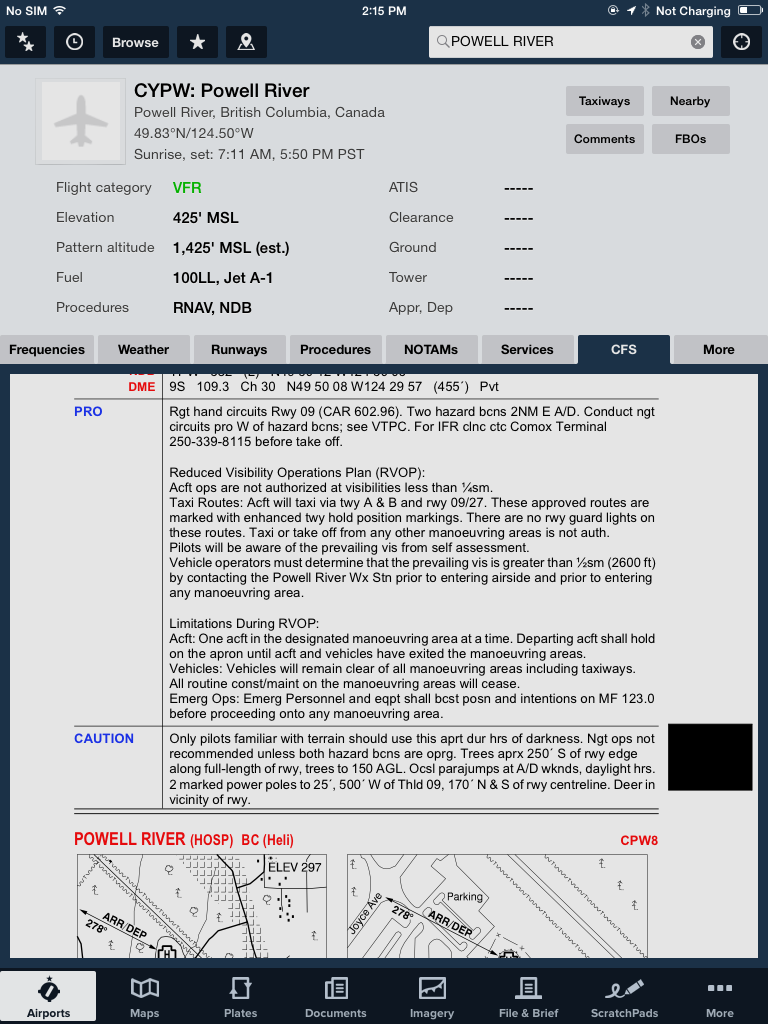 No SIM 2:15 PM Not Charging
Browse POWELL RIVER
CYPW: Powell River
Powell River, British Columbia, Canada
49.83°N/124.50°W
Sunrise, set: 7:11 AM, 5:50 PM PST
Taxiways Nearby
Comments FBOs
Flight category VFR ATIS -----
Elevation 425' MSL Clearance -----
Pattern altitude 1,425' MSL (est.) Ground -----
Fuel 100LL, Jet A-1 Tower -----
Procedures RNAV, NDB Appr, Dep -----
Frequencies Weather Runways Procedures NOTAMs Services CFS More
DME 9S 109.3 Ch 30 N49 50 08 W124 29 57 (455´) Pvt
PRO Rgt hand circuits Rwy 09 (CAR 602.96). Two hazard bcns 2NM E A/D. Conduct ngt
circuits pro W of hazard bcns; see VTPC. For IFR clnc ctc Comox Terminal
250-339-8115 before take off.
Reduced Visibility Operations Plan (RVOP):
Acft ops are not authorized at visibilities less than ¼sm.
Taxi Routes: Acft will taxi via twy A & B and rwy 09/27. These approved routes are
marked with enhanced twy hold position markings. There are no rwy guard lights on
these routes. Taxi or take off from any other manoeuvring areas is not auth.
Pilots will be aware of the prevailing vis from self assessment.
Vehicle operators must determine that the prevailing vis is greater than ½sm (2600 ft)
by contacting the Powell River Wx Stn prior to entering airside and prior to entering
any manoeuvring area.
Limitations During RVOP:
Acft: One acft in the designated manoeuvring area at a time. Departing acft shall hold
on the apron until acft and vehicles have exited the manoeuvring areas.
Vehicles: Vehicles will remain clear of all manoeuvring areas including taxiways.
All routine const/maint on the manoeuvring areas will cease.
Emerg Ops: Emerg Personnel and eqpt shall bcst posn and intentions on MF 123.0
before proceeding onto any manoeuvring area.
CAUTION Only pilots familiar with terrain should use this aprt dur hrs of darkness. Ngt ops not
recommended unless both hazard bcns are oprg. Trees aprx 250´ S of rwy edge
along full-length of rwy, trees to 150 AGL. Ocsl parajumps at A/D wknds, daylight hrs.
2 marked power poles to 25´, 500´ W of Thld 09, 170´ N & S of rwy centreline. Deer in
vicinity of rwy.
POWELL RIVER (HOSP) BC (Heli) CPW8
ELEV 297
ARR/DEP
278°
H
Joyce Ave
Parking
ARR/DEP
278°
Airports Maps Plates Documents Imagery File & Brief ScratchPads More